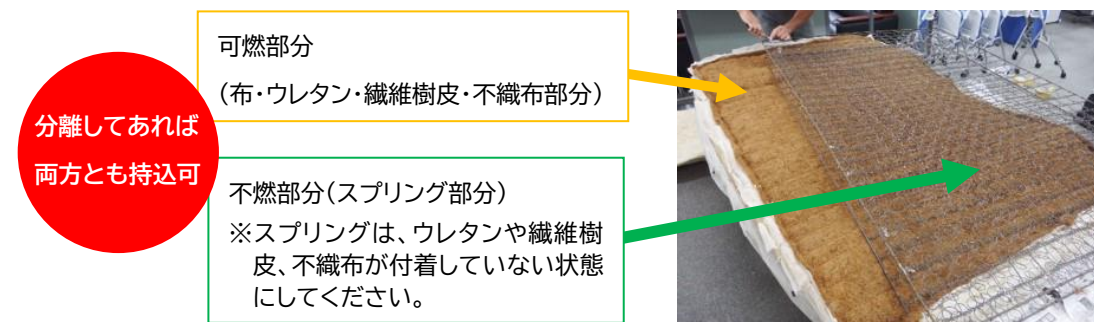 分離してあれば
両方とも持込可
可燃部分
（布・ウレタン・繊維樹皮・不織布部分）
不燃部分（スプリング部分）
※スプリングは、ウレタンや繊維樹
皮、不織布が付着していない状態
にしてください。